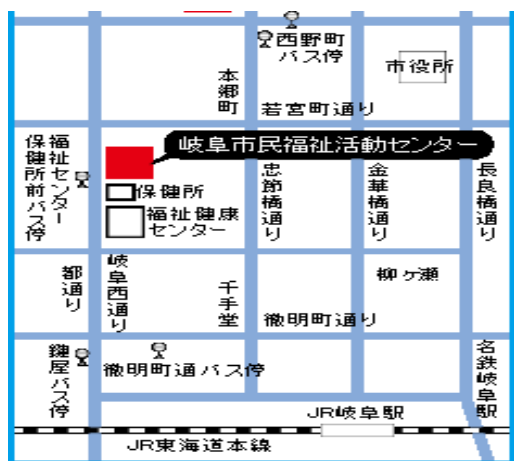 西野町
バス停
市役所
本郷町
若宮町通り
岐阜市民福祉活動センター
福祉センター
保健所前バス停
保健所
福祉健康
センター
忠節橋通り
金華橋通り
長良橋通り
都通り
岐阜西通り
千手堂
柳ヶ瀬
徹明町通り
鍵屋バス停
徹明町通バス停
名鉄岐阜駅
JR岐阜駅
JR東海道本線